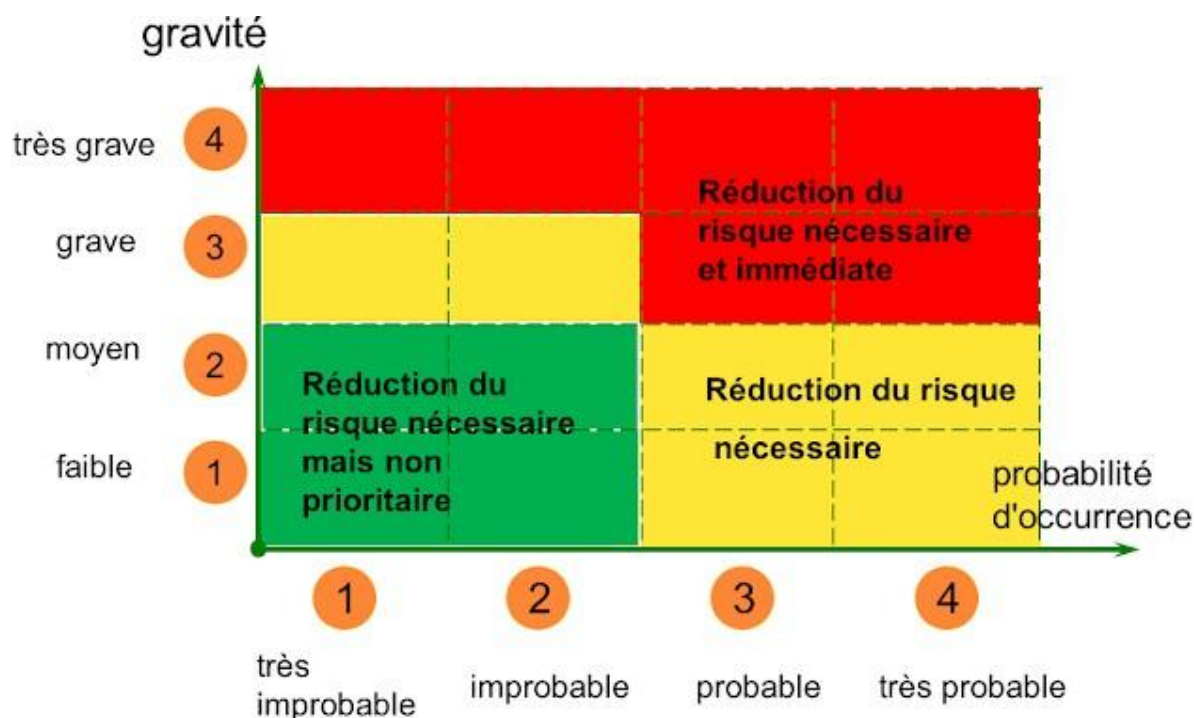 gravité
très grave
4
Réduction du
risque nécessaire
et immédiate
grave
3
moyen
2
Réduction du
risque nécessaire
mais non
prioritaire
Réduction du risque
nécessaire
faible
1
probabilité
d'occurrence
1
2
3
4
très
improbable
improbable
probable
très probable